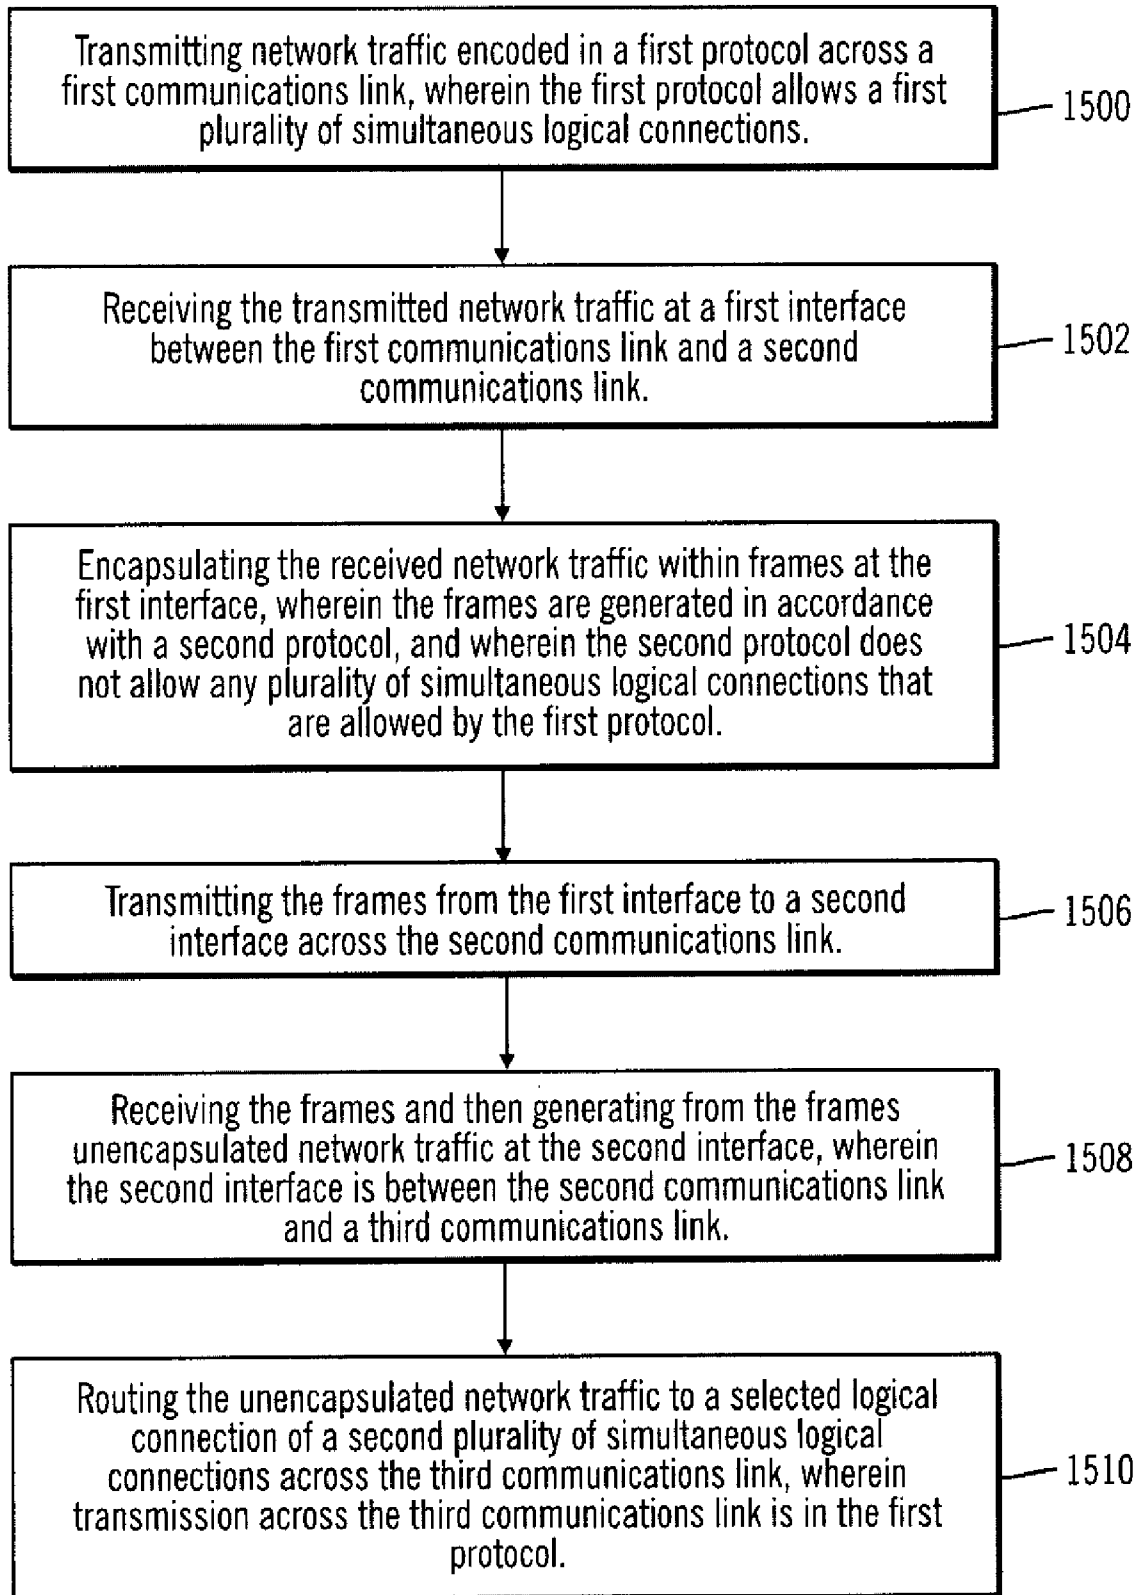 Transmitting network traffic encoded in a first protocol across a
first communications link, wherein the first protocol allows a first
plurality of simultaneous logical connections.
1500
Receiving the transmitted network traffic at a first interface
between the first communications link and a second
communications link.
1502
Encapsulating the received network traffic within frames at the
first interface, wherein the frames are generated in accordance
with a second protocol, and wherein the second protocol does
not allow any plurality of simultaneous logical connections that
are allowed by the first protocol.
1504
Transmitting the frames from the first interface to a second
interface across the second communications link.
1506
Receiving the frames and then generating from the frames
unencapsulated network traffic at the second interface, wherein
the second interface is between the second communications link
and a third communications link.
1508
Routing the unencapsulated network traffic to a selected logical
connection of a second plurality of simultaneous logical
connections across the third communications link, wherein
transmission across the third communications link is in the first
protocol.
1510